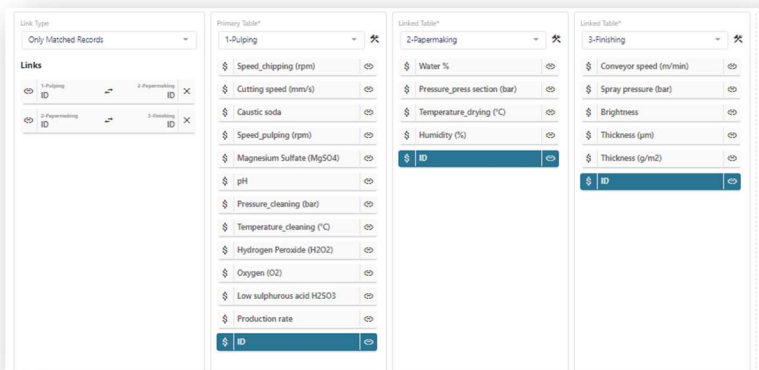 Link Type
Only Matched Records
Links
1-Pulping
ID
2-Papermaking
ID
2-Papermaking
ID
3-Finishing
ID
Primary Table*
1-Pulping
$ Speed_chipping (rpm)
$ Cutting speed (mm/s)
$ Caustic soda
$ Speed_pulping (rpm)
$ Magnesium Sulfate (MgSO4)
$ pH
$ Pressure_cleaning (bar)
$ Temperature_cleaning (°C)
$ Hydrogen Peroxide (H2O2)
$ Oxygen (O2)
$ Low sulphurous acid H2SO3
$ Production rate
$ ID
Linked Table*
2-Papermaking
$ Water %
$ Pressure_press section (bar)
$ Temperature_drying (°C)
$ Humidity (%)
$ ID
Linked Table*
3-Finishing
$ Conveyor speed (m/min)
$ Spray pressure (bar)
$ Brightness
$ Thickness (µm)
$ Thickness (g/m2)
$ ID